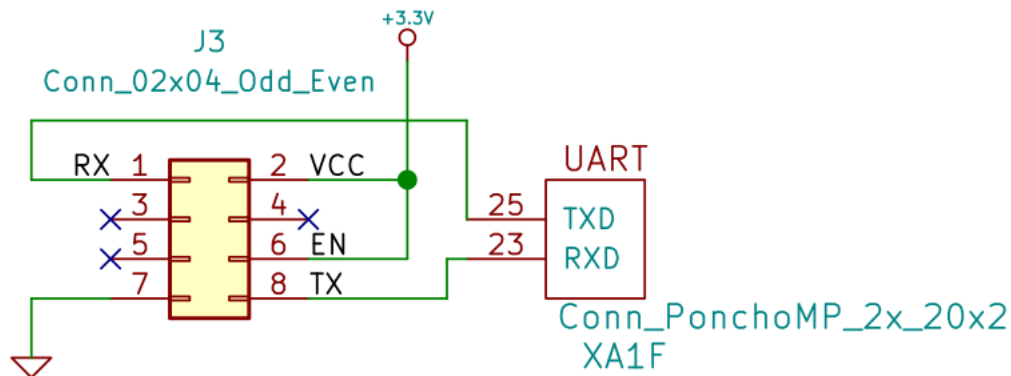 +3.3V
J3
Conn_02x04_Odd_Even
RX 1 2 VCC
3 4
5 6 EN
7 8 TX
UART
25 TXD
23 RXD
Conn_PonchoMP_2x_20x2
XA1F